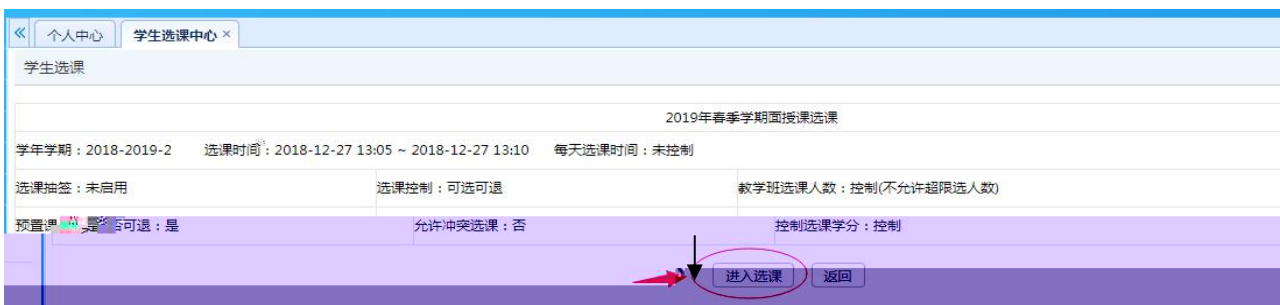 个人中心 学生选课中心 ×
学生选课
2019年春季学期面授课选课
学年学期：2018-2019-2 选课时间：2018-12-27 13:05 ~ 2018-12-27 13:10 每天选课时间：未控制
选课抽签：未启用 选课控制：可选可退 教学班选课人数：控制(不允许超限选人数)
预置课 是否可退：是 允许冲突选课：否 控制选课学分：控制
进入选课 返回